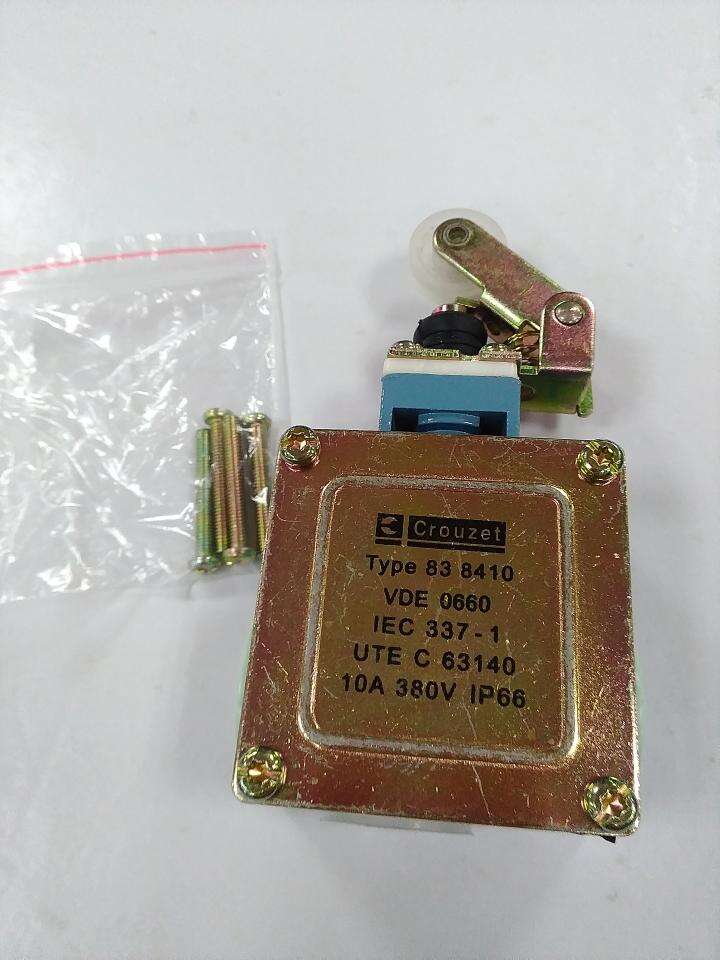 Crouzet
Type 83 8410
VDE 0660
IEC 337-1
UTE C 63140
10A 380V IP66